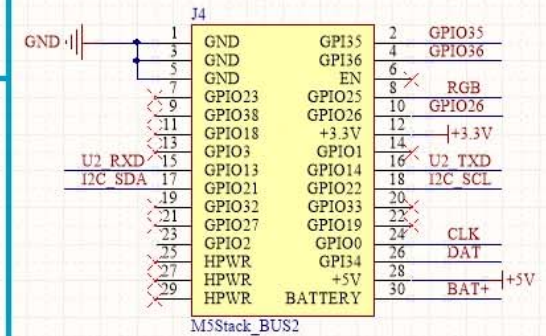 J4
1 GND GPI35 2 GPIO35
GND 3 GND GPI36 4 GPIO36
5 GND EN 6
7 GPIO23 GPIO25 8 RGB
9 GPIO38 GPIO26 10 GPIO26
11 GPIO18 +3.3V 12 +3.3V
13 GPIO3 GPIO1 14
U2_RXD 15 GPIO13 GPIO14 16 U2_TXD
I2C_SDA 17 GPIO21 GPIO22 18 I2C_SCL
19 GPIO32 GPIO33 20
21 GPIO27 GPIO19 22
23 GPIO2 GPIO0 24 CLK
25 HPWR GPI34 26 DAT
27 HPWR +5V 28 +5V
29 HPWR BATTERY 30 BAT+
M5Stack_BUS2